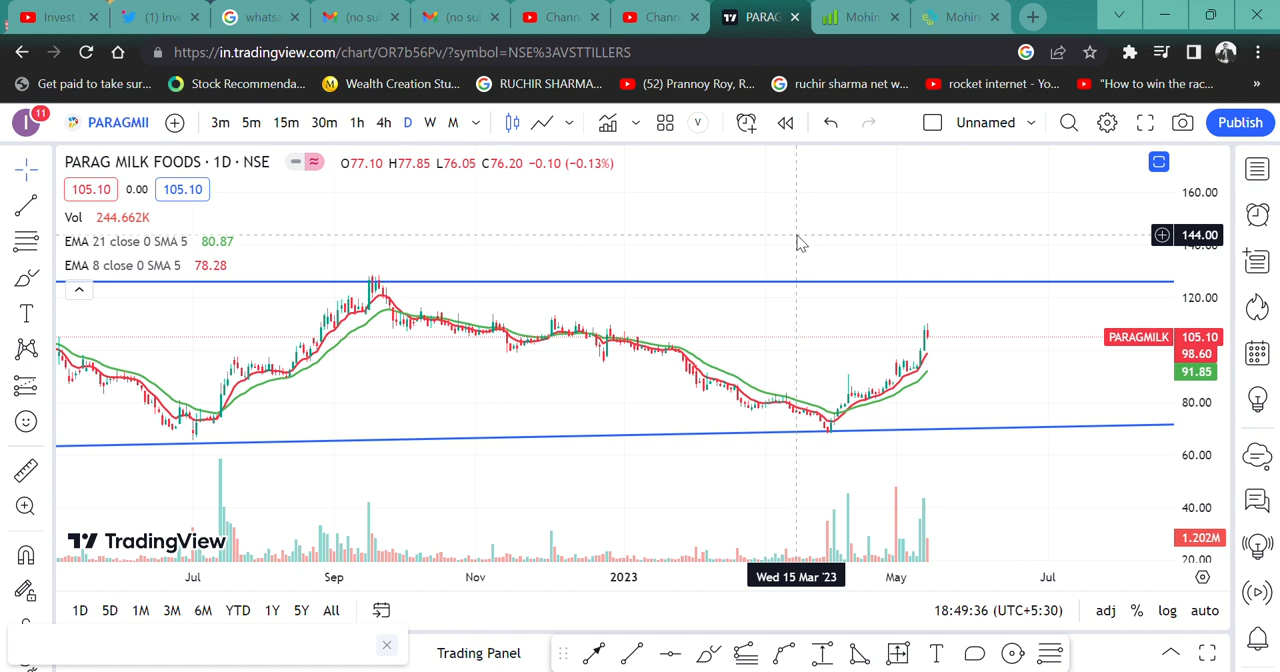 Invest
(1) Inv
whats
(no su
(no su
Chann
Chann
PARAG
Mohin
Mohin
https://in.tradingview.com/chart/OR7b56Pv/?symbol=NSE%3AVSTTILLERS
Get paid to take sur... Stock Recommenda... Wealth Creation Stu... RUCHIR SHARMA... (52) Prannoy Roy, R... ruchir sharma net w... rocket internet - Yo... "How to win the rac... »
I 11 PARAGMII 3m 5m 15m 30m 1h 4h D W M V Unnamed Publish
PARAG MILK FOODS · 1D · NSE O77.10 H77.85 L76.05 C76.20 −0.10 (−0.13%)
105.10 0.00 105.10
Vol 244.662K
EMA 21 close 0 SMA 5 80.87
EMA 8 close 0 SMA 5 78.28
160.00
144.00
120.00
PARAGMILK 105.10
98.60
91.85
80.00
60.00
40.00
1.202M
20.00
TradingView
Jul Sep Nov 2023 Wed 15 Mar '23 May Jul
1D 5D 1M 3M 6M YTD 1Y 5Y All 18:49:36 (UTC+5:30) adj % log auto
Trading Panel